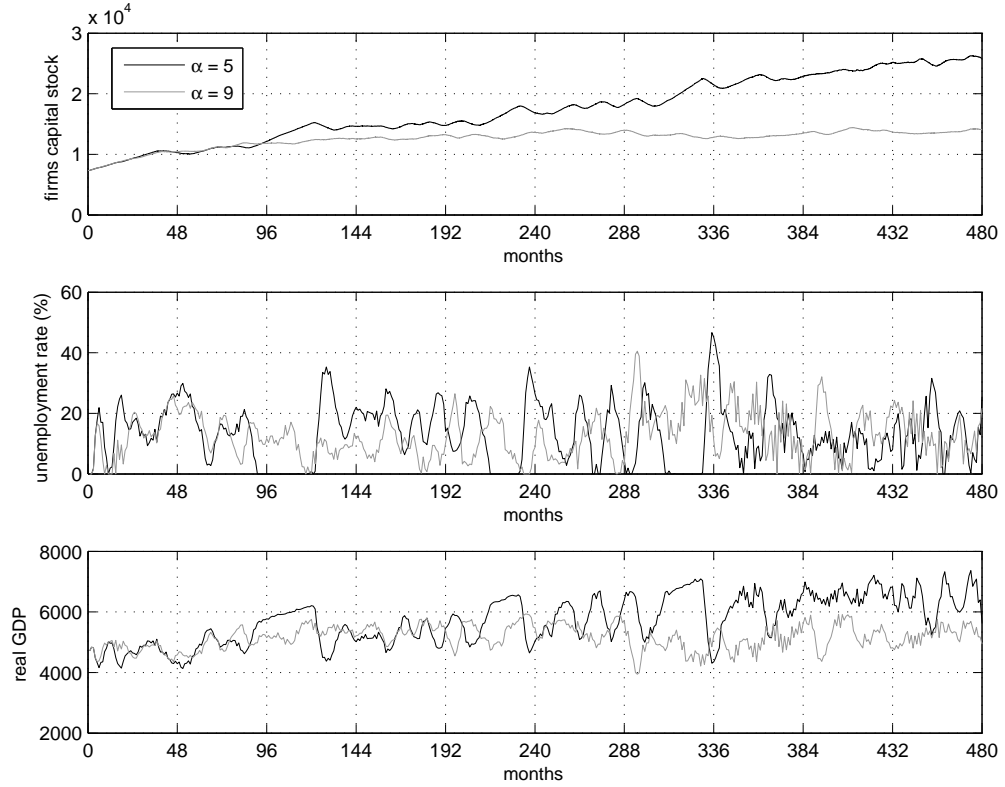 x 10⁴
3
2
1
0
firms capital stock
α = 5
α = 9
0 48 96 144 192 240 288 336 384 432 480
months
60
40
20
0
unemployment rate (%)
0 48 96 144 192 240 288 336 384 432 480
months
8000
6000
4000
2000
real GDP
0 48 96 144 192 240 288 336 384 432 480
months